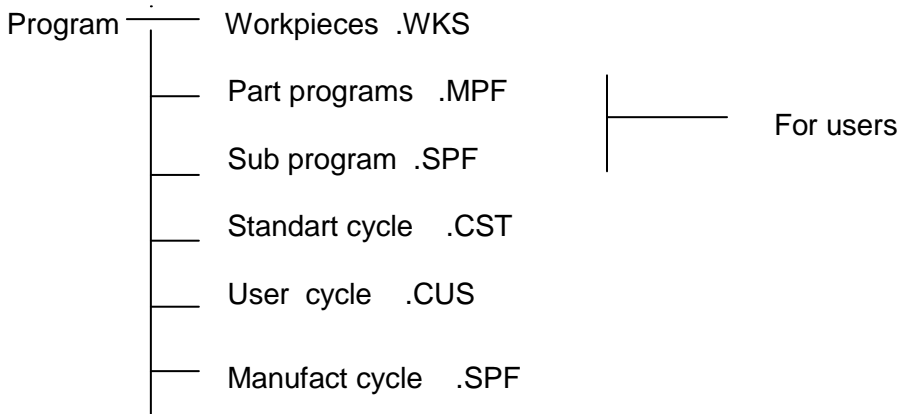 Program Workpieces .WKS
Part programs .MPF
For users
Sub program .SPF
Standart cycle .CST
User cycle .CUS
Manufact cycle .SPF